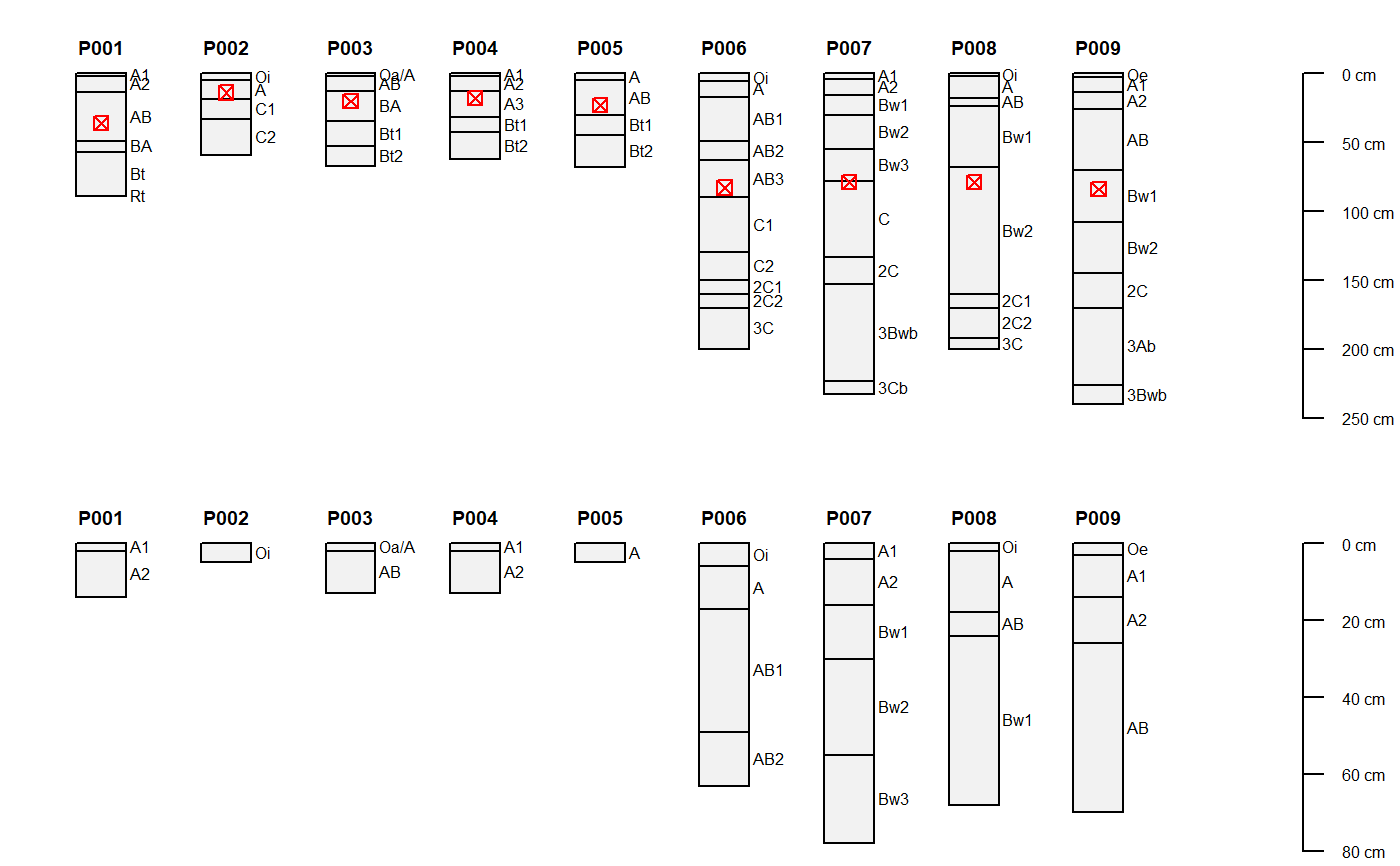 P001 P002 P003 P004 P005 P006 P007 P008 P009
A1
A2
AB
BA
Bt
Rt
Oi
A
C1
C2
Oa/A
AB
BA
Bt1
Bt2
A1
A2
A3
Bt1
Bt2
A
AB
Bt1
Bt2
Oi
A
AB1
AB2
AB3
C1
C2
2C1
2C2
3C
A1
A2
Bw1
Bw2
Bw3
C
2C
3Bwb
3Cb
Oi
A
AB
Bw1
Bw2
2C1
2C2
3C
Oe
A1
A2
AB
Bw1
Bw2
2C
3Ab
3Bwb
0 cm
50 cm
100 cm
150 cm
200 cm
250 cm
P001 P002 P003 P004 P005 P006 P007 P008 P009
A1
A2
Oi
Oa/A
AB
A1
A2
A
Oi
A
AB1
AB2
A1
A2
Bw1
Bw2
Bw3
Oi
A
AB
Bw1
Oe
A1
A2
AB
0 cm
20 cm
40 cm
60 cm
80 cm